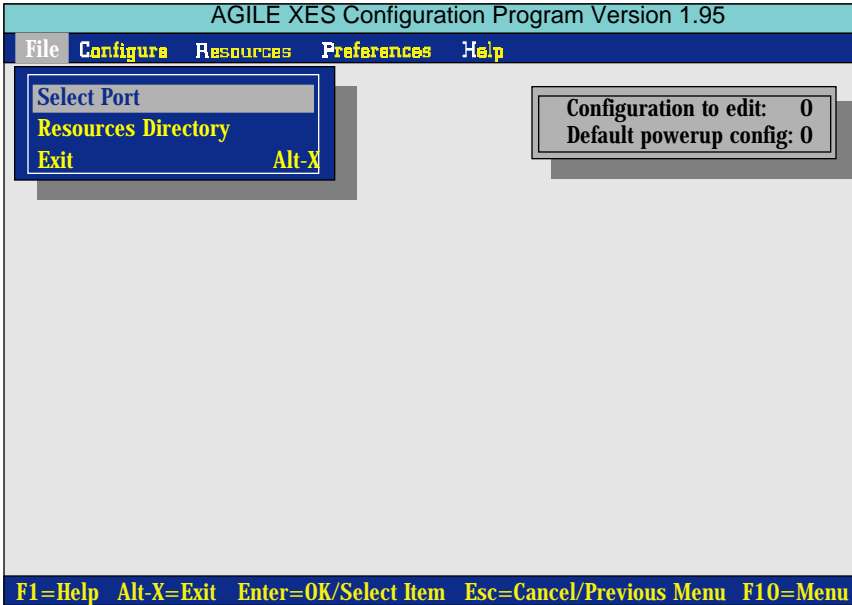 AGILE XES Configuration Program Version 1.95
File Configure Resources Preferences Help
Select Port
Resources Directory
Exit Alt-X
Configuration to edit: 0
Default powerup config: 0
F1=Help Alt-X=Exit Enter=OK/Select Item Esc=Cancel/Previous Menu F10=Menu